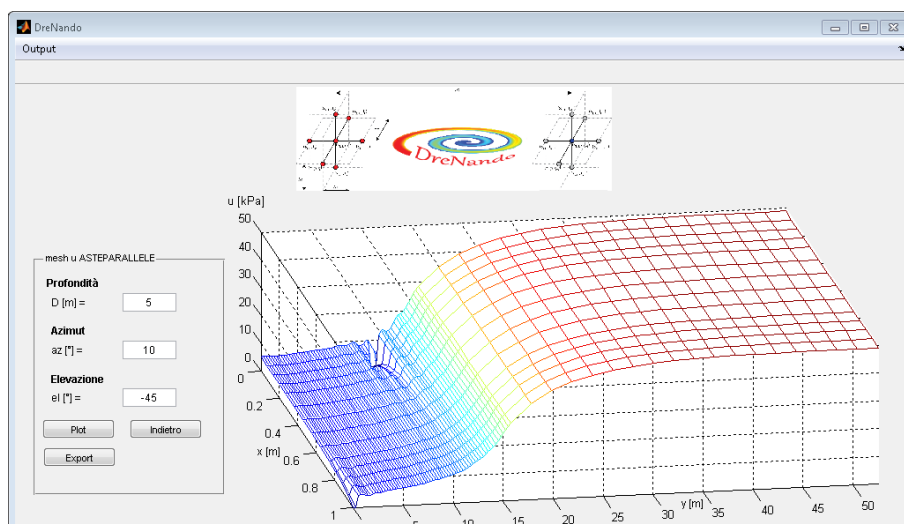 DreNando
Output
DreNando
u [kPa]
50
40
30
20
10
0
0
0.2
0.4
0.6
0.8
1
x [m]
5
10
15
20
25
30
35
40
45
50
y [m]
mesh u ASTEPARALLELE
Profondità
D [m] = 5
Azimut
az [°] = 10
Elevazione
el [°] = -45
Plot Indietro
Export